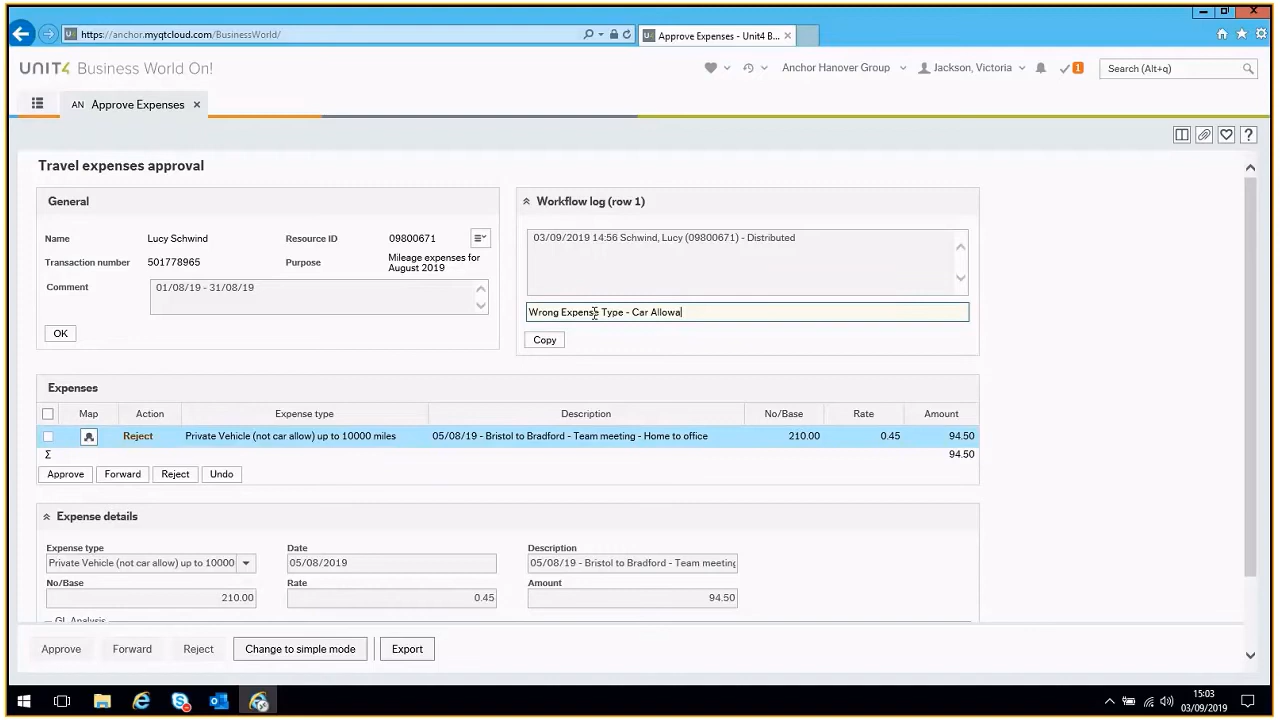 https://anchor.myqtcloud.com/BusinessWorld/
Approve Expenses - Unit4 B...
UNIT4 Business World On!
Anchor Hanover Group
Jackson, Victoria
1
Search (Alt+q)
AN Approve Expenses
Travel expenses approval
General
Name Lucy Schwind Resource ID 09800671
Transaction number 501778965 Purpose Mileage expenses for August 2019
Comment 01/08/19 - 31/08/19
OK
Workflow log (row 1)
03/09/2019 14:56 Schwind, Lucy (09800671) - Distributed
Wrong Expense Type - Car Allowa
Copy
Expenses
Map Action Expense type Description No/Base Rate Amount
Reject Private Vehicle (not car allow) up to 10000 miles 05/08/19 - Bristol to Bradford - Team meeting - Home to office 210.00 0.45 94.50
Σ 94.50
Approve Forward Reject Undo
Expense details
Expense type Date Description
Private Vehicle (not car allow) up to 10000 05/08/2019 05/08/19 - Bristol to Bradford - Team meeting
No/Base Rate Amount
210.00 0.45 94.50
GL Analysis
Approve Forward Reject Change to simple mode Export
15:03
03/09/2019